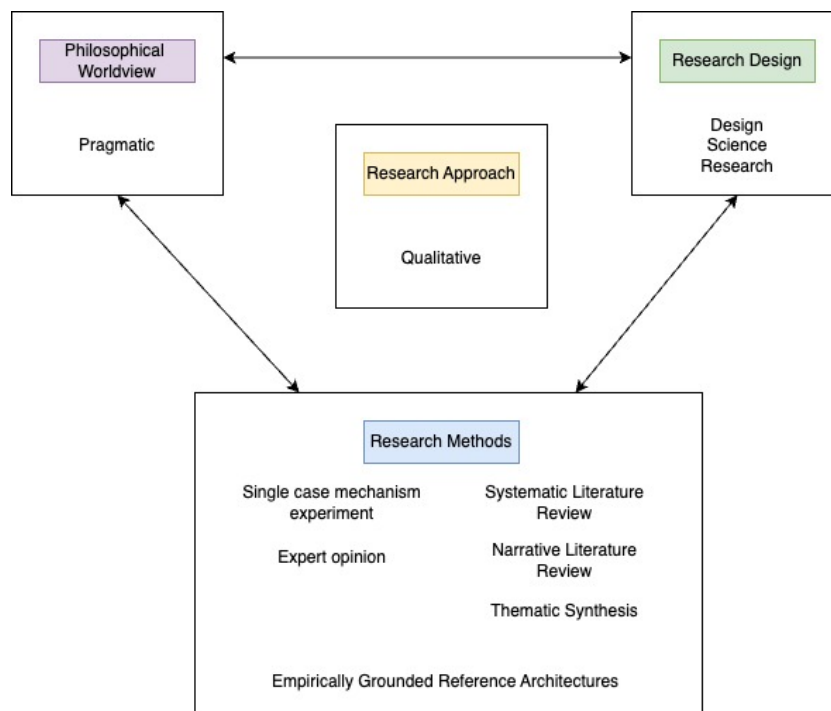 Philosophical
Worldview
Pragmatic
Research Design
Design
Science
Research
Research Approach
Qualitative
Research Methods
Single case mechanism
experiment
Expert opinion
Systematic Literature
Review
Narrative Literature
Review
Thematic Synthesis
Empirically Grounded Reference Architectures